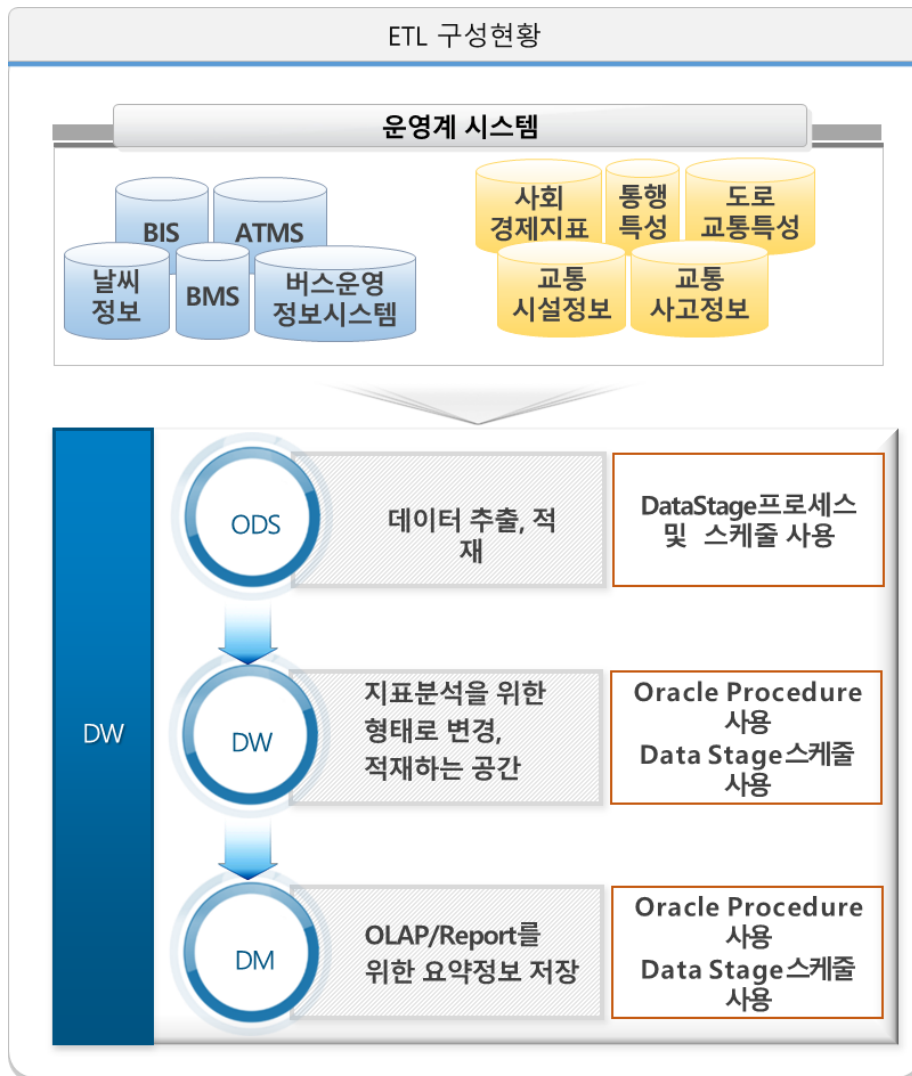 ETL 구성현황
운영계 시스템
BIS
ATMS
날씨
정보
BMS
버스운영
정보시스템
사회
경제지표
통행
특성
도로
교통특성
교통
시설정보
교통
사고정보
DW
ODS
데이터 추출, 적
재
DataStage프로세스
및 스케줄 사용
DW
지표분석을 위한
형태로 변경,
적재하는 공간
Oracle Procedure
사용
Data Stage스케줄
사용
DM
OLAP/Report를
위한 요약정보 저장
Oracle Procedure
사용
Data Stage스케줄
사용